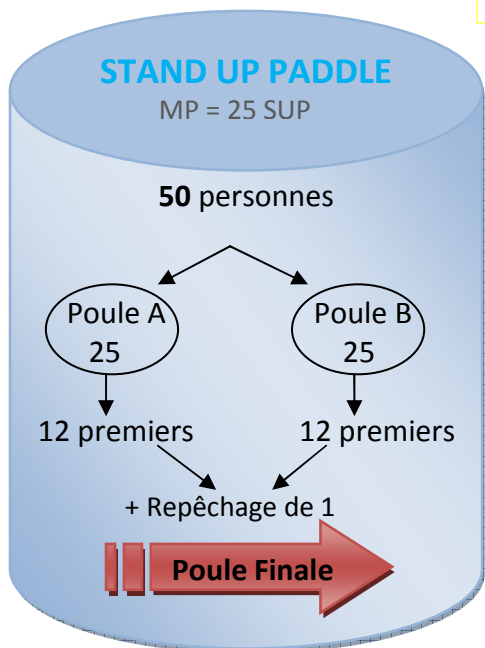 STAND UP PADDLE
MP = 25 SUP
50 personnes
Poule A
25
Poule B
25
12 premiers
12 premiers
+ Repêchage de 1
Poule Finale